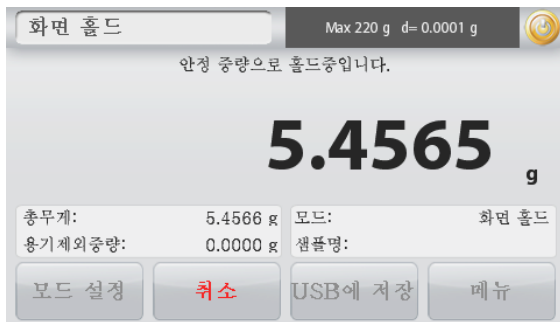 화면 홀드
Max 220 g d= 0.0001 g
안정 중량으로 홀드중입니다.
5.4565 g
총무게: 5.4566 g
용기제외중량: 0.0000 g
모드: 화면 홀드
샘플명:
모드 설정 취소 USB에 저장 메뉴